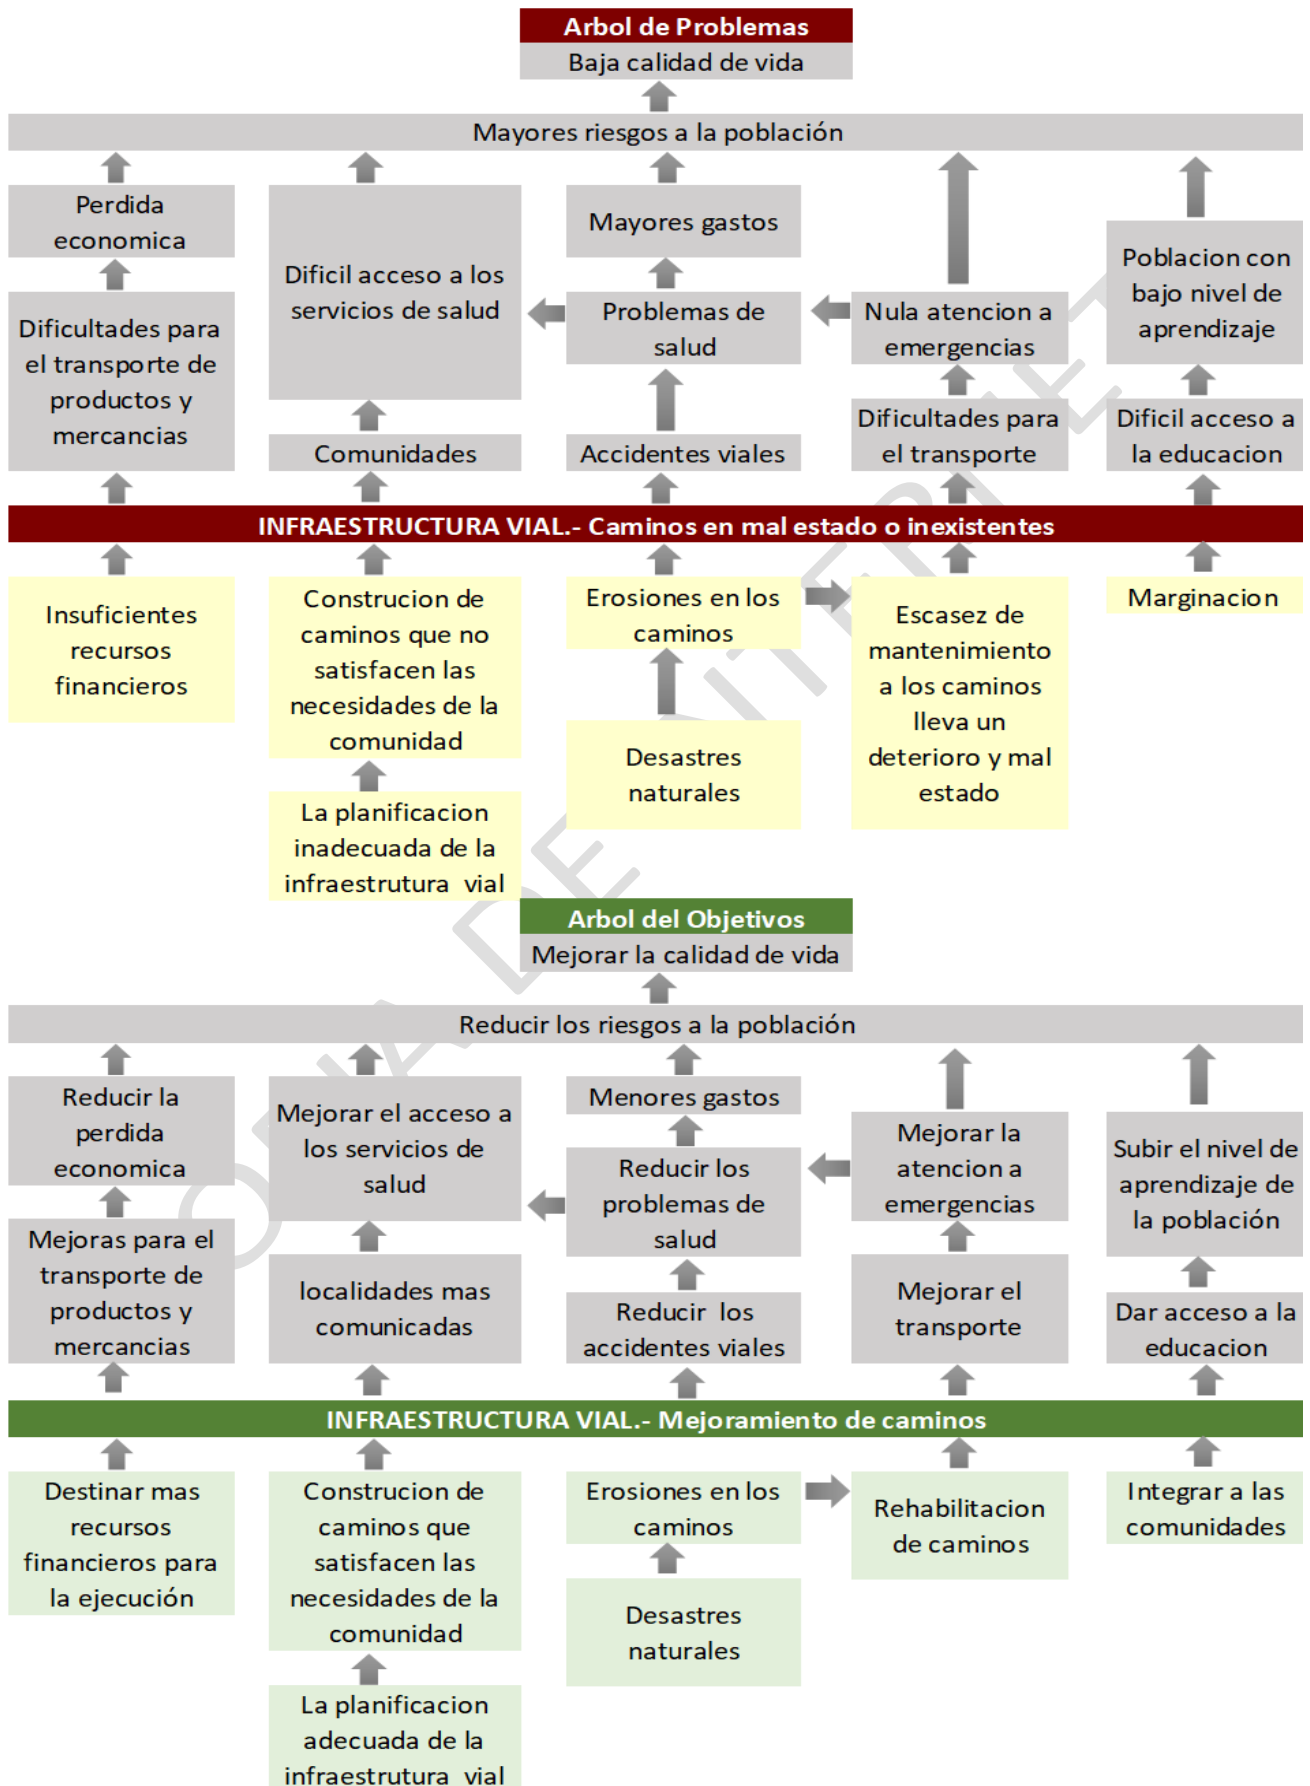 Arbol de Problemas
Baja calidad de vida
Mayores riesgos a la población
Perdida
economica
Dificil acceso a los
servicios de salud
Mayores gastos
Poblacion con
bajo nivel de
aprendizaje
Dificultades para
el transporte de
productos y
mercancias
Problemas de
salud
Nula atencion a
emergencias
Comunidades
Accidentes viales
Dificultades para
el transporte
Dificil acceso a
la educacion
INFRAESTRUCTURA VIAL.- Caminos en mal estado o inexistentes
Insuficientes
recursos
financieros
Construcion de
caminos que no
satisfacen las
necesidades de la
comunidad
Erosiones en los
caminos
Escasez de
mantenimiento
a los caminos
lleva un
deterioro y mal
estado
Marginacion
Desastres
naturales
La planificacion
inadecuada de la
infraestrutura vial
Arbol del Objetivos
Mejorar la calidad de vida
Reducir los riesgos a la población
Reducir la
perdida
economica
Mejorar el acceso a
los servicios de
salud
Menores gastos
Mejorar la
atencion a
emergencias
Subir el nivel de
aprendizaje de
la población
Reducir los
problemas de
salud
Mejoras para el
transporte de
productos y
mercancias
localidades mas
comunicadas
Reducir los
accidentes viales
Mejorar el
transporte
Dar acceso a la
educacion
INFRAESTRUCTURA VIAL.- Mejoramiento de caminos
Destinar mas
recursos
financieros para
la ejecución
Construcion de
caminos que
satisfacen las
necesidades de la
comunidad
Erosiones en los
caminos
Rehabilitacion
de caminos
Integrar a las
comunidades
Desastres
naturales
La planificacion
adecuada de la
infraestrutura vial